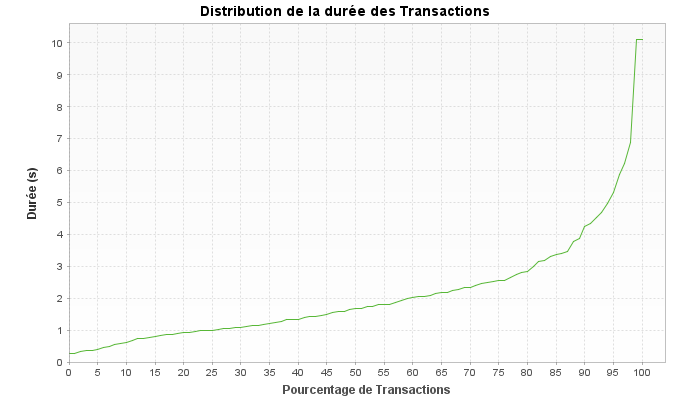 Distribution de la durée des Transactions
Durée (s)
10
9
8
7
6
5
4
3
2
1
0
0 5 10 15 20 25 30 35 40 45 50 55 60 65 70 75 80 85 90 95 100
Pourcentage de Transactions